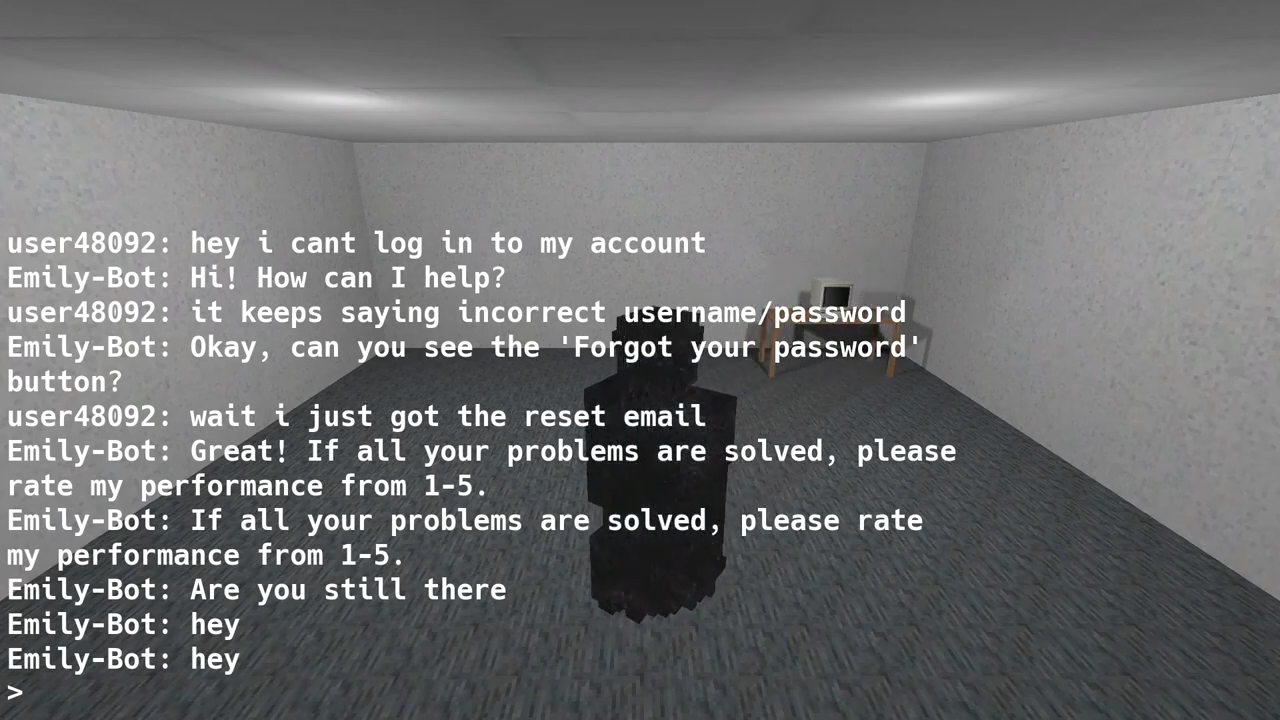 user48092: hey i cant log in to my account
Emily-Bot: Hi! How can I help?
user48092: it keeps saying incorrect username/password
Emily-Bot: Okay, can you see the 'Forgot your password'
button?
user48092: wait i just got the reset email
Emily-Bot: Great! If all your problems are solved, please
rate my performance from 1-5.
Emily-Bot: If all your problems are solved, please rate
my performance from 1-5.
Emily-Bot: Are you still there
Emily-Bot: hey
Emily-Bot: hey
>